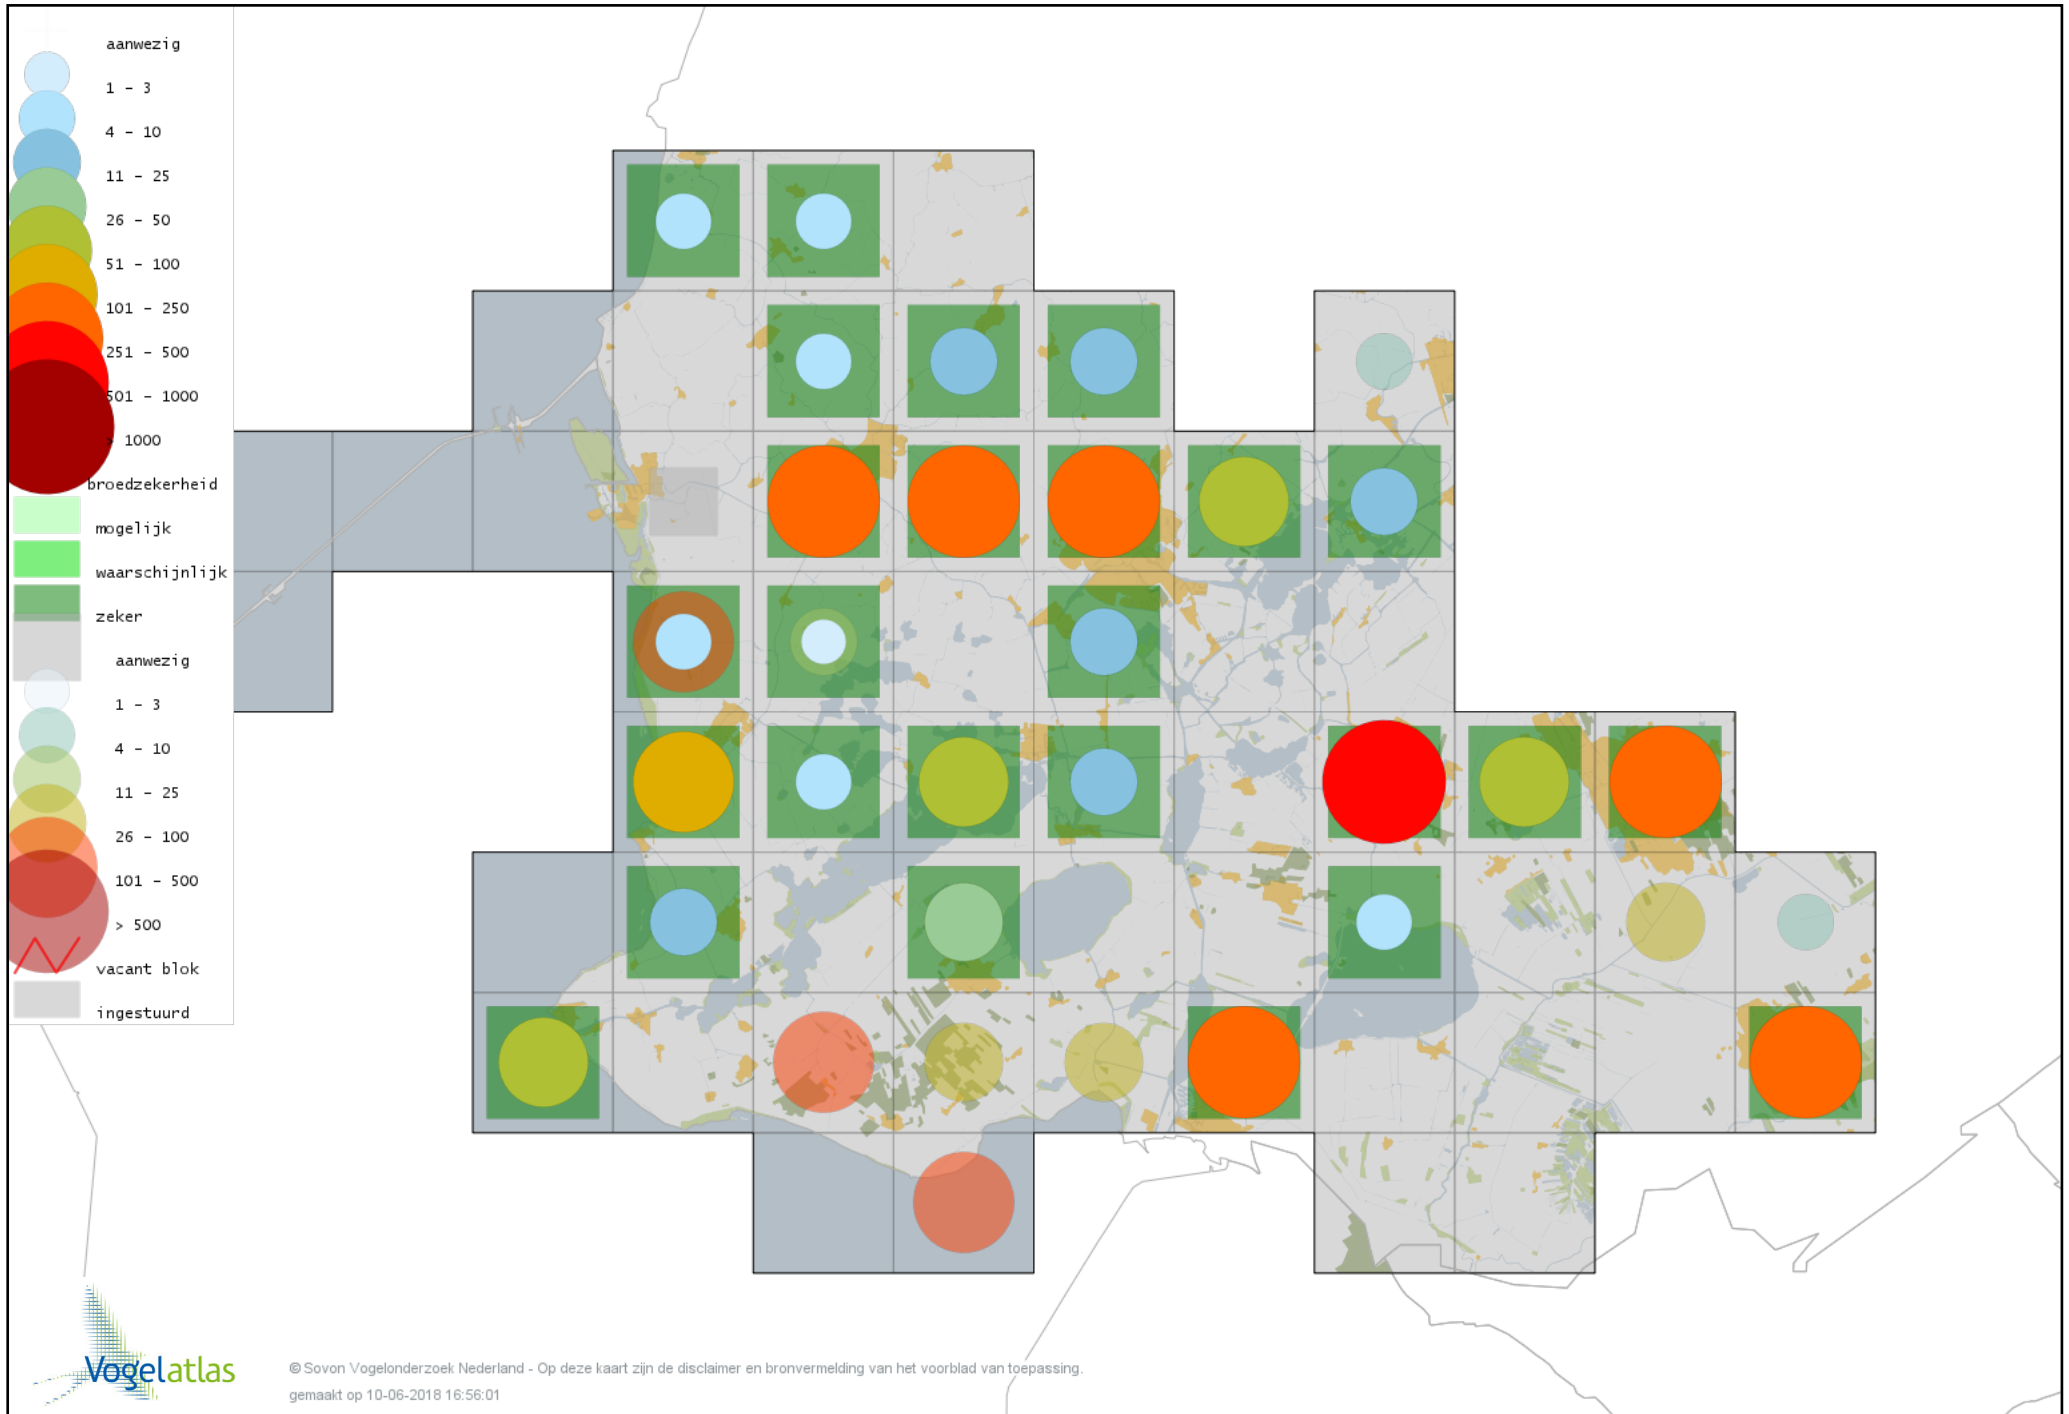 aanwezig
1 - 3
4 - 10
11 - 25
26 - 50
51 - 100
101 - 250
251 - 500
501 - 1000
> 1000
broedzekerheid
mogelijk
waarschijnlijk
zeker
aanwezig
1 - 3
4 - 10
11 - 25
26 - 100
101 - 500
> 500
vacant blok
ingestuurd
Vogelatlas
© Sovon Vogelonderzoek Nederland - Op deze kaart zijn de disclaimer en bronvermelding van het voorblad van toepassing.
gemaakt op 10-06-2018 16:56:01